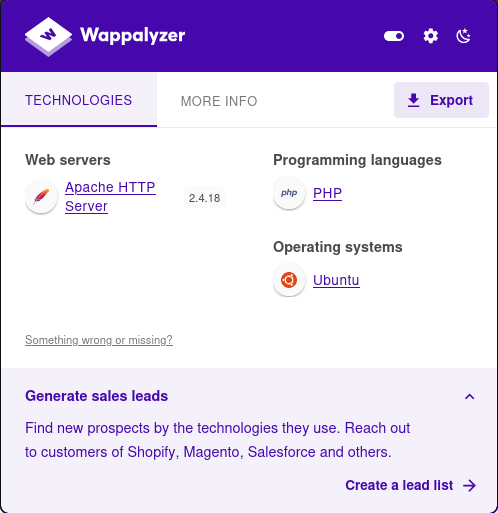 Wappalyzer
TECHNOLOGIES
MORE INFO
Export
Web servers
Apache HTTP
Server
2.4.18
Programming languages
php
PHP
Operating systems
Ubuntu
Something wrong or missing?
Generate sales leads
Find new prospects by the technologies they use. Reach out
to customers of Shopify, Magento, Salesforce and others.
Create a lead list